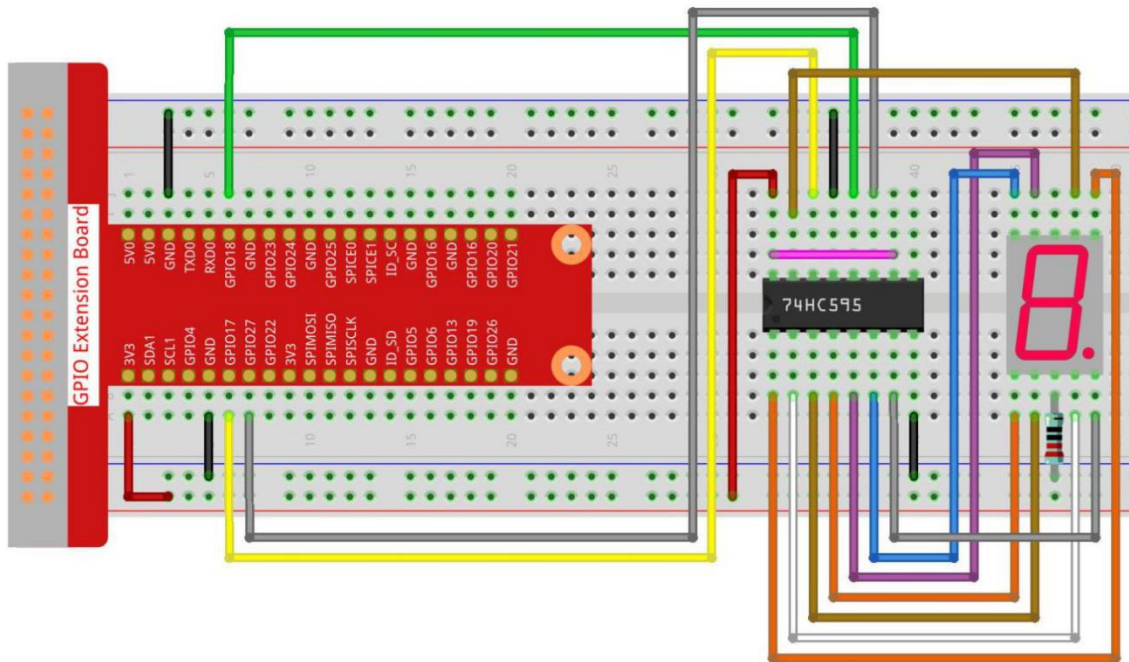 1 5 10 15 20 25 40
J
5V0
5V0
GND
TXD0
RXD0
GPIO18
GND
GPIO23
GPIO24
GND
GPIO25
SPICE0
SPICE1
ID_SC
GND
GPIO16
GND
GPIO16
GPIO20
GPIO21
GPIO Extension Board
3V3
SDA1
SCL1
GPIO4
GND
GPIO17
GPIO27
GPIO22
3V3
SPIMOSI
SPIMISO
SPISCLK
GND
ID_SD
GPIO5
GPIO6
GPIO13
GPIO19
GPIO26
GND
74HC595
8.
10 15 20 25